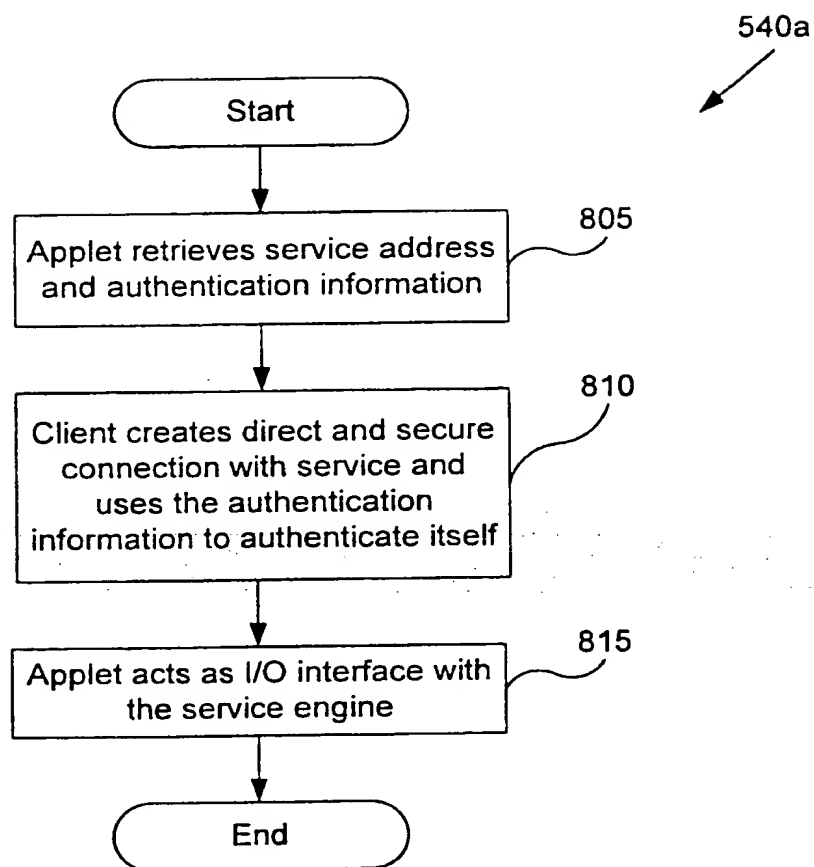 540a
Start
805
Applet retrieves service address
and authentication information
810
Client creates direct and secure
connection with service and
uses the authentication
information to authenticate itself
815
Applet acts as I/O interface with
the service engine
End